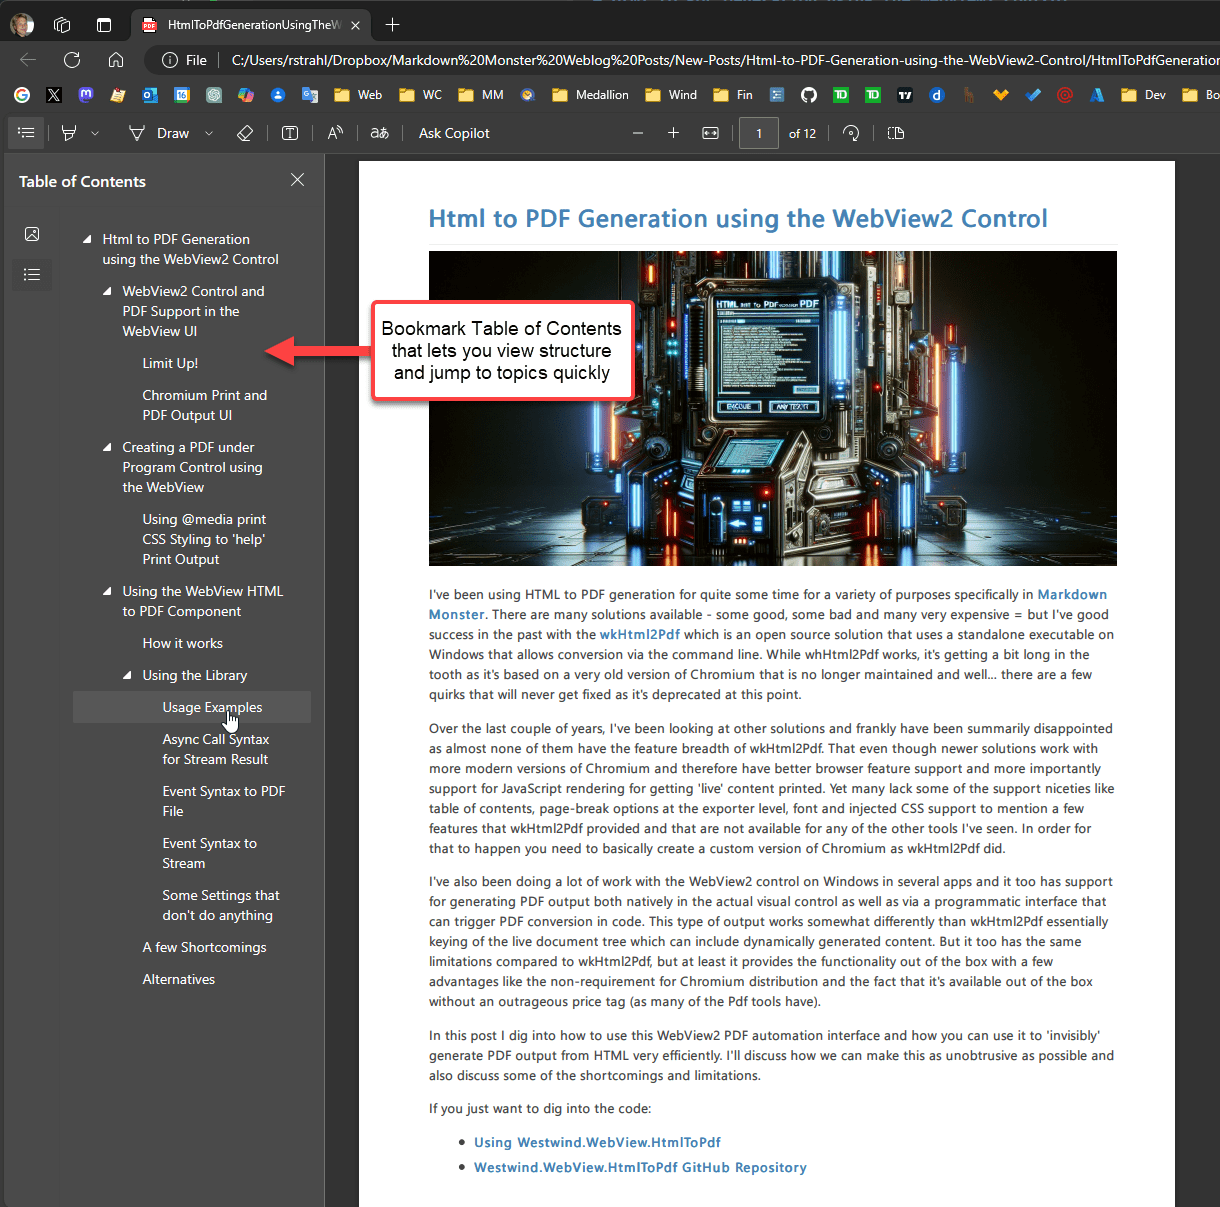 HtmlToPdfGenerationUsingTheW
File
C:/Users/rstrahl/Dropbox/Markdown%20Monster%20Weblog%20Posts/New-Posts/Html-to-PDF-Generation-using-the-WebView2-Control/HtmlToPdfGeneration
Web
WC
MM
Medallion
Wind
Fin
Dev
Bo
Draw
Ask Copilot
1
of 12
Table of Contents
Html to PDF Generation
using the WebView2 Control
WebView2 Control and
PDF Support in the
WebView UI
Limit Up!
Chromium Print and
PDF Output UI
Creating a PDF under
Program Control using
the WebView
Using @media print
CSS Styling to 'help'
Print Output
Using the WebView HTML
to PDF Component
How it works
Using the Library
Usage Examples
Async Call Syntax
for Stream Result
Event Syntax to PDF
File
Event Syntax to
Stream
Some Settings that
don't do anything
A few Shortcomings
Alternatives
Bookmark Table of Contents
that lets you view structure
and jump to topics quickly
Html to PDF Generation using the WebView2 Control
I've been using HTML to PDF generation for quite some time for a variety of purposes specifically in Markdown
Monster. There are many solutions available - some good, some bad and many very expensive = but I've good
success in the past with the wkHtml2Pdf which is an open source solution that uses a standalone executable on
Windows that allows conversion via the command line. While whHtml2Pdf works, it's getting a bit long in the
tooth as it's based on a very old version of Chromium that is no longer maintained and well... there are a few
quirks that will never get fixed as it's deprecated at this point.
Over the last couple of years, I've been looking at other solutions and frankly have been summarily disappointed
as almost none of them have the feature breadth of wkHtml2Pdf. That even though newer solutions work with
more modern versions of Chromium and therefore have better browser feature support and more importantly
support for JavaScript rendering for getting 'live' content printed. Yet many lack some of the support niceties like
table of contents, page-break options at the exporter level, font and injected CSS support to mention a few
features that wkHtml2Pdf provided and that are not available for any of the other tools I've seen. In order for
that to happen you need to basically create a custom version of Chromium as wkHtml2Pdf did.
I've also been doing a lot of work with the WebView2 control on Windows in several apps and it too has support
for generating PDF output both natively in the actual visual control as well as via a programmatic interface that
can trigger PDF conversion in code. This type of output works somewhat differently than wkHtml2Pdf essentially
keying of the live document tree which can include dynamically generated content. But it too has the same
limitations compared to wkHtml2Pdf, but at least it provides the functionality out of the box with a few
advantages like the non-requirement for Chromium distribution and the fact that it's available out of the box
without an outrageous price tag (as many of the Pdf tools have).
In this post I dig into how to use this WebView2 PDF automation interface and how you can use it to 'invisibly'
generate PDF output from HTML very efficiently. I'll discuss how we can make this as unobtrusive as possible and
also discuss some of the shortcomings and limitations.
If you just want to dig into the code:
Using Westwind.WebView.HtmlToPdf
Westwind.WebView.HtmlToPdf GitHub Repository